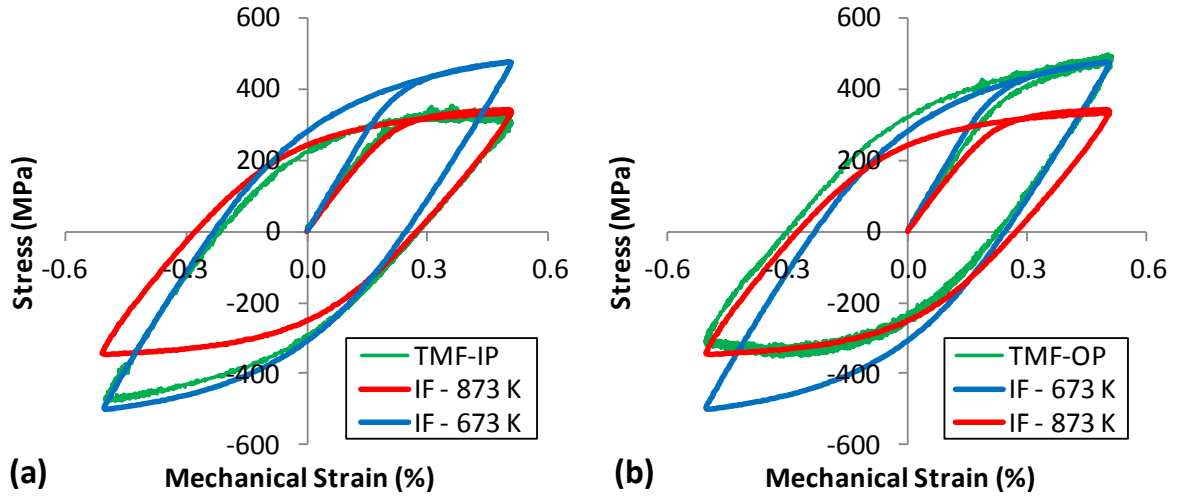 600
400
200
0
-200
-400
-600
-0.6
-0.3
0.0
0.3
0.6
Stress (MPa)
Mechanical Strain (%)
TMF-IP
IF - 873 K
IF - 673 K
(a)
600
400
200
0
-200
-400
-600
-0.6
-0.3
0.0
0.3
0.6
Stress (MPa)
Mechanical Strain (%)
TMF-OP
IF - 673 K
IF - 873 K
(b)